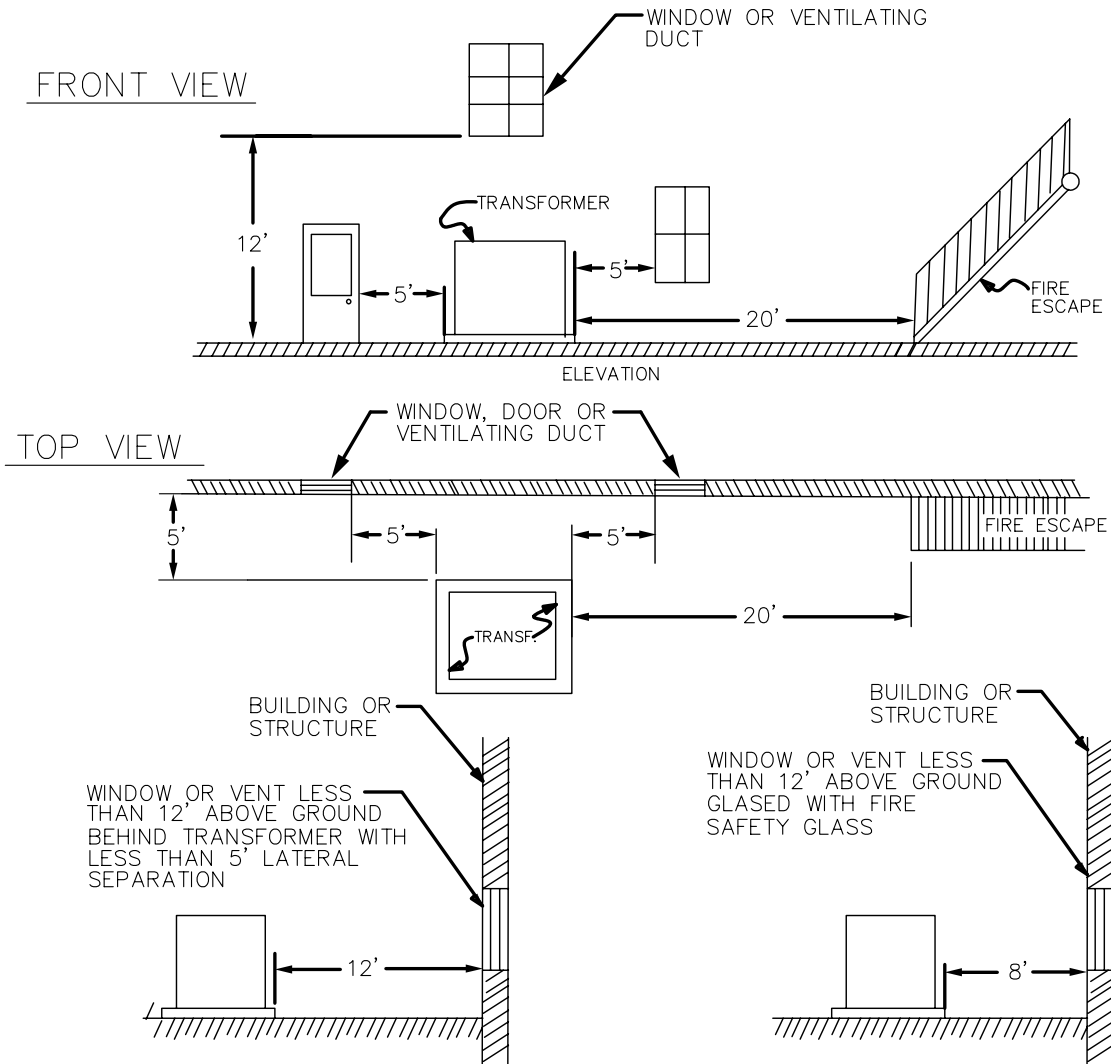 WINDOW OR VENTILATING
DUCT
FRONT VIEW
TRANSFORMER
12'
5'
5'
20'
FIRE
ESCAPE
ELEVATION
WINDOW, DOOR OR
VENTILATING DUCT
TOP VIEW
5'
5'
5'
FIRE ESCAPE
20'
TRANSF.
BUILDING OR
STRUCTURE
WINDOW OR VENT LESS
THAN 12' ABOVE GROUND
BEHIND TRANSFORMER WITH
LESS THAN 5' LATERAL
SEPARATION
12'
BUILDING OR
STRUCTURE
WINDOW OR VENT LESS
THAN 12' ABOVE GROUND
GLASED WITH FIRE
SAFETY GLASS
8'